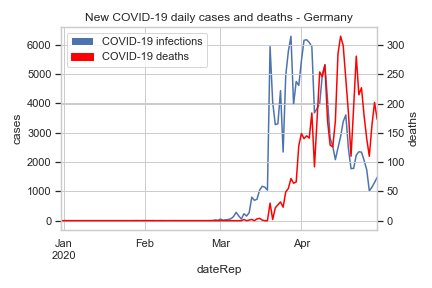 New COVID-19 daily cases and deaths - Germany
COVID-19 infections
COVID-19 deaths
6000
5000
4000
3000
2000
1000
0
cases
300
250
200
150
100
50
0
deaths
Jan
2020
Feb
Mar
Apr
dateRep